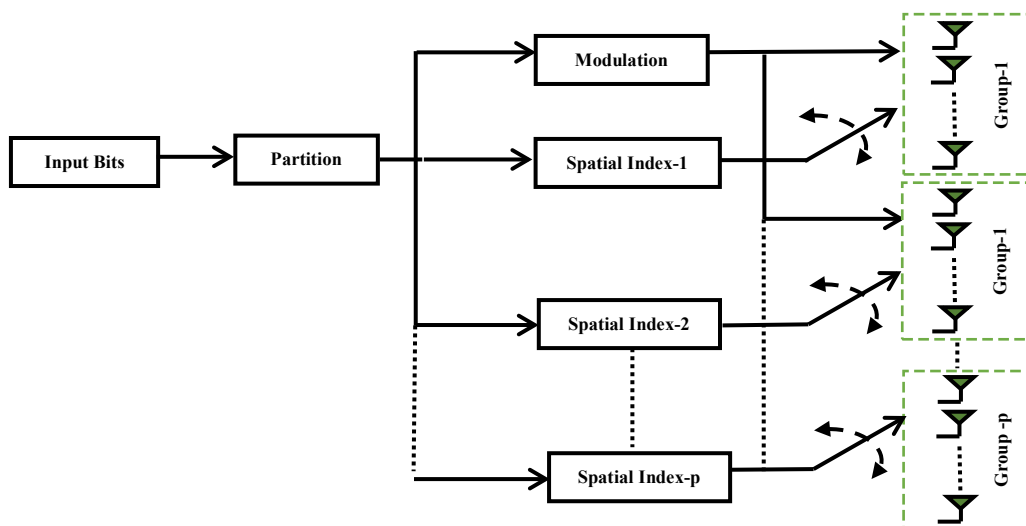 Modulation
Group-1
Input Bits
Partition
Spatial Index-1
Group-1
Spatial Index-2
Group -p
Spatial Index-p